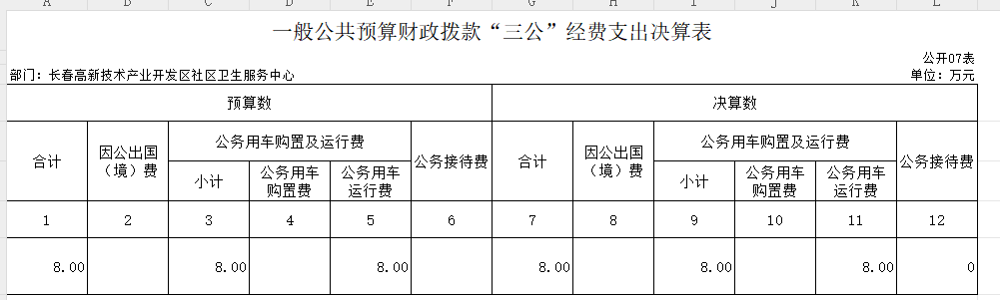 A B C D E F G H I J K L
一般公共预算财政拨款“三公”经费支出决算表
公开07表
部门：长春高新技术产业开发区社区卫生服务中心 单位：万元
预算数 决算数
合计 因公出国（境）费 公务用车购置及运行费 公务接待费 合计 因公出国（境）费 公务用车购置及运行费 公务接待费
小计 公务用车购置费 公务用车运行费 小计 公务用车购置费 公务用车运行费
1 2 3 4 5 6 7 8 9 10 11 12
8.00 8.00 8.00 8.00 8.00 8.00 0